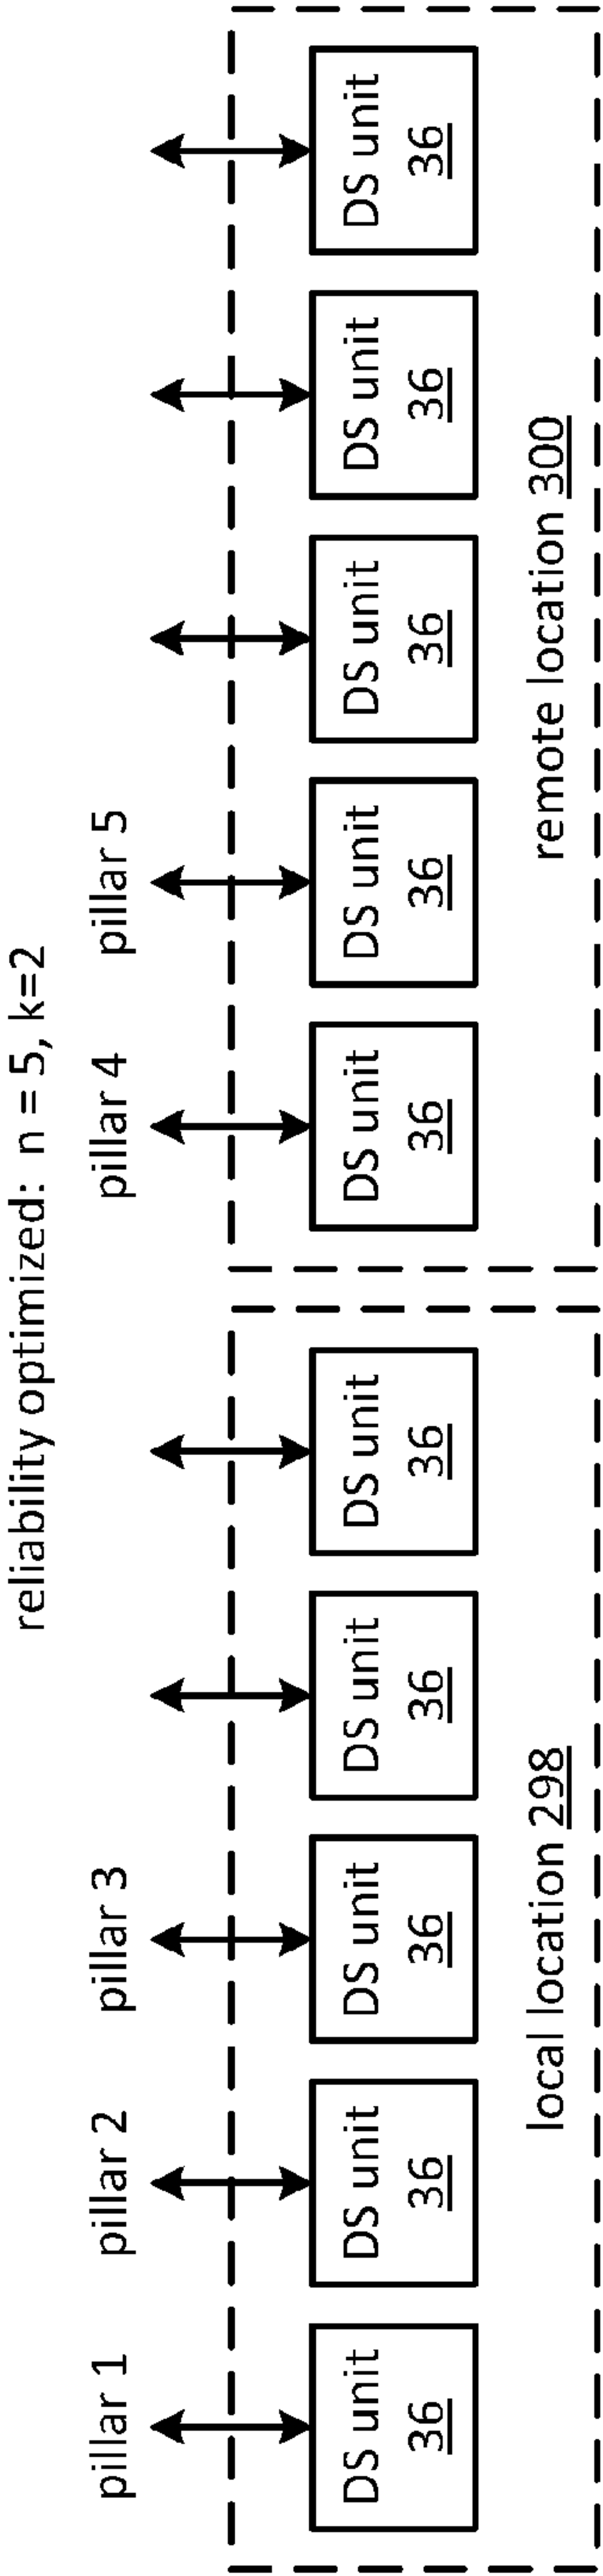 reliability optimized: n = 5, k=2
pillar 1
pillar 2
pillar 3
pillar 4
pillar 5
DS unit
36
DS unit
36
DS unit
36
DS unit
36
DS unit
36
DS unit
36
DS unit
36
DS unit
36
DS unit
36
DS unit
36
local location 298
remote location 300